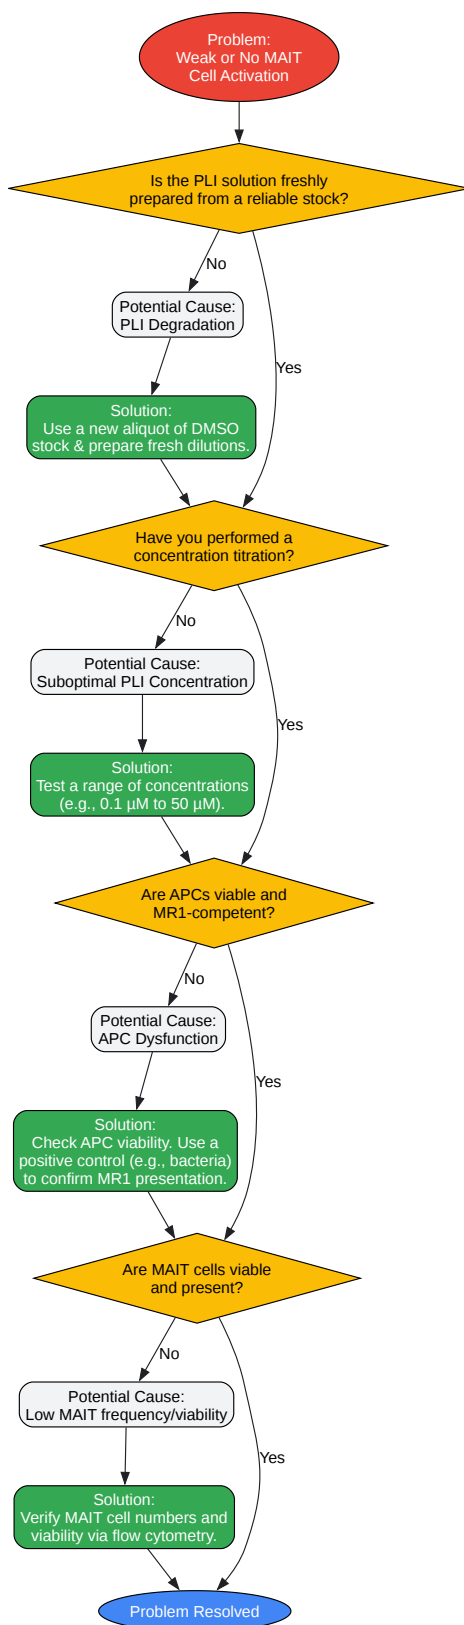 Problem:
Weak or No MAIT
Cell Activation
Is the PLI solution freshly
prepared from a reliable stock?
No
Potential Cause:
PLI Degradation
Yes
Solution:
Use a new aliquot of DMSO
stock & prepare fresh dilutions.
Have you performed a
concentration titration?
No
Potential Cause:
Suboptimal PLI Concentration
Yes
Solution:
Test a range of concentrations
(e.g., 0.1 µM to 50 µM).
Are APCs viable and
MR1-competent?
No
Potential Cause:
APC Dysfunction
Yes
Solution:
Check APC viability. Use a
positive control (e.g., bacteria)
to confirm MR1 presentation.
Are MAIT cells viable
and present?
No
Potential Cause:
Low MAIT frequency/viability
Yes
Solution:
Verify MAIT cell numbers and
viability via flow cytometry.
Problem Resolved